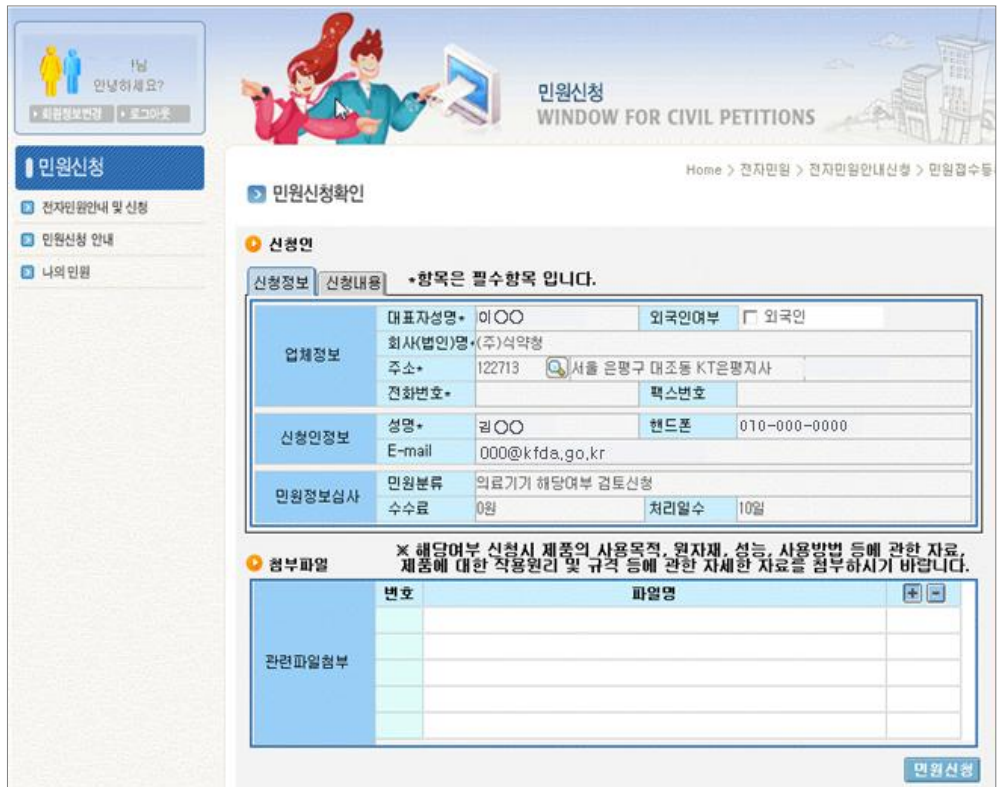 !님
안녕하세요?
회원정보변경 로그아웃
민원신청
WINDOW FOR CIVIL PETITIONS
민원신청
전자민원안내 및 신청
민원신청 안내
나의 민원
Home > 전자민원 > 전자민원안내신청 > 민원접수등
민원신청확인
신청인
신청정보 신청내용 *항목은 필수항목 입니다.
업체정보
대표자성명* 이○○ 외국인여부 외국인
회사(법인)명* (주)식약청
주소* 122713 서울 은평구 대조동 KT은평지사
전화번호* 팩스번호
신청인정보
성명* 김○○ 핸드폰 010-000-0000
E-mail 000@kfda.go.kr
민원정보심사
민원분류 의료기기 해당여부 검토신청
수수료 0원 처리일수 10일
첨부파일
※ 해당여부 신청시 제품의 사용목적, 원자재, 성능, 사용방법 등에 관한 자료,
제품에 대한 작용원리 및 규격 등에 관한 자세한 자료를 첨부하시기 바랍니다.
번호 파일명 + -
관련파일첨부
민원신청